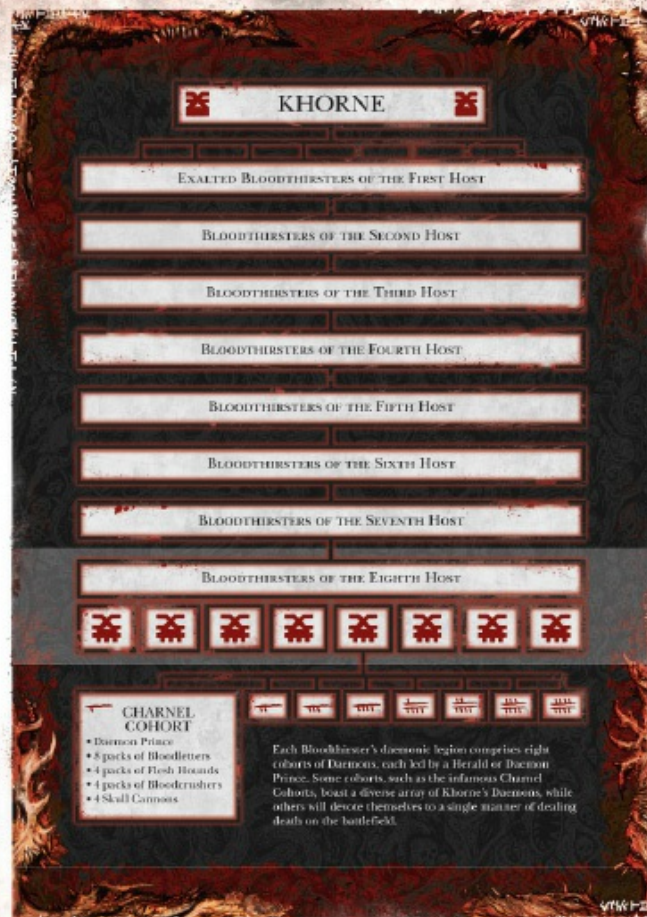 KHORNE
EXALTED BLOODTHIRSTERS OF THE FIRST HOST
BLOODTHIRSTERS OF THE SECOND HOST
BLOODTHIRSTERS OF THE THIRD HOST
BLOODTHIRSTERS OF THE FOURTH HOST
BLOODTHIRSTERS OF THE FIFTH HOST
BLOODTHIRSTERS OF THE SIXTH HOST
BLOODTHIRSTERS OF THE SEVENTH HOST
BLOODTHIRSTERS OF THE EIGHTH HOST
CHARNEL
COHORT
• Daemon Prince
• 8 packs of Bloodletters
• 4 packs of Flesh Hounds
• 4 packs of Bloodcrushers
• 4 Skull Cannons
Each Bloodthirster's daemonic legion comprises eight
cohorts of Daemons, each led by a Herald or Daemon
Prince. Some cohorts, such as the infamous Charnel
Cohorts, boast a diverse array of Khorne's Daemons, while
others will devote themselves to a single manner of dealing
death on the battlefield.